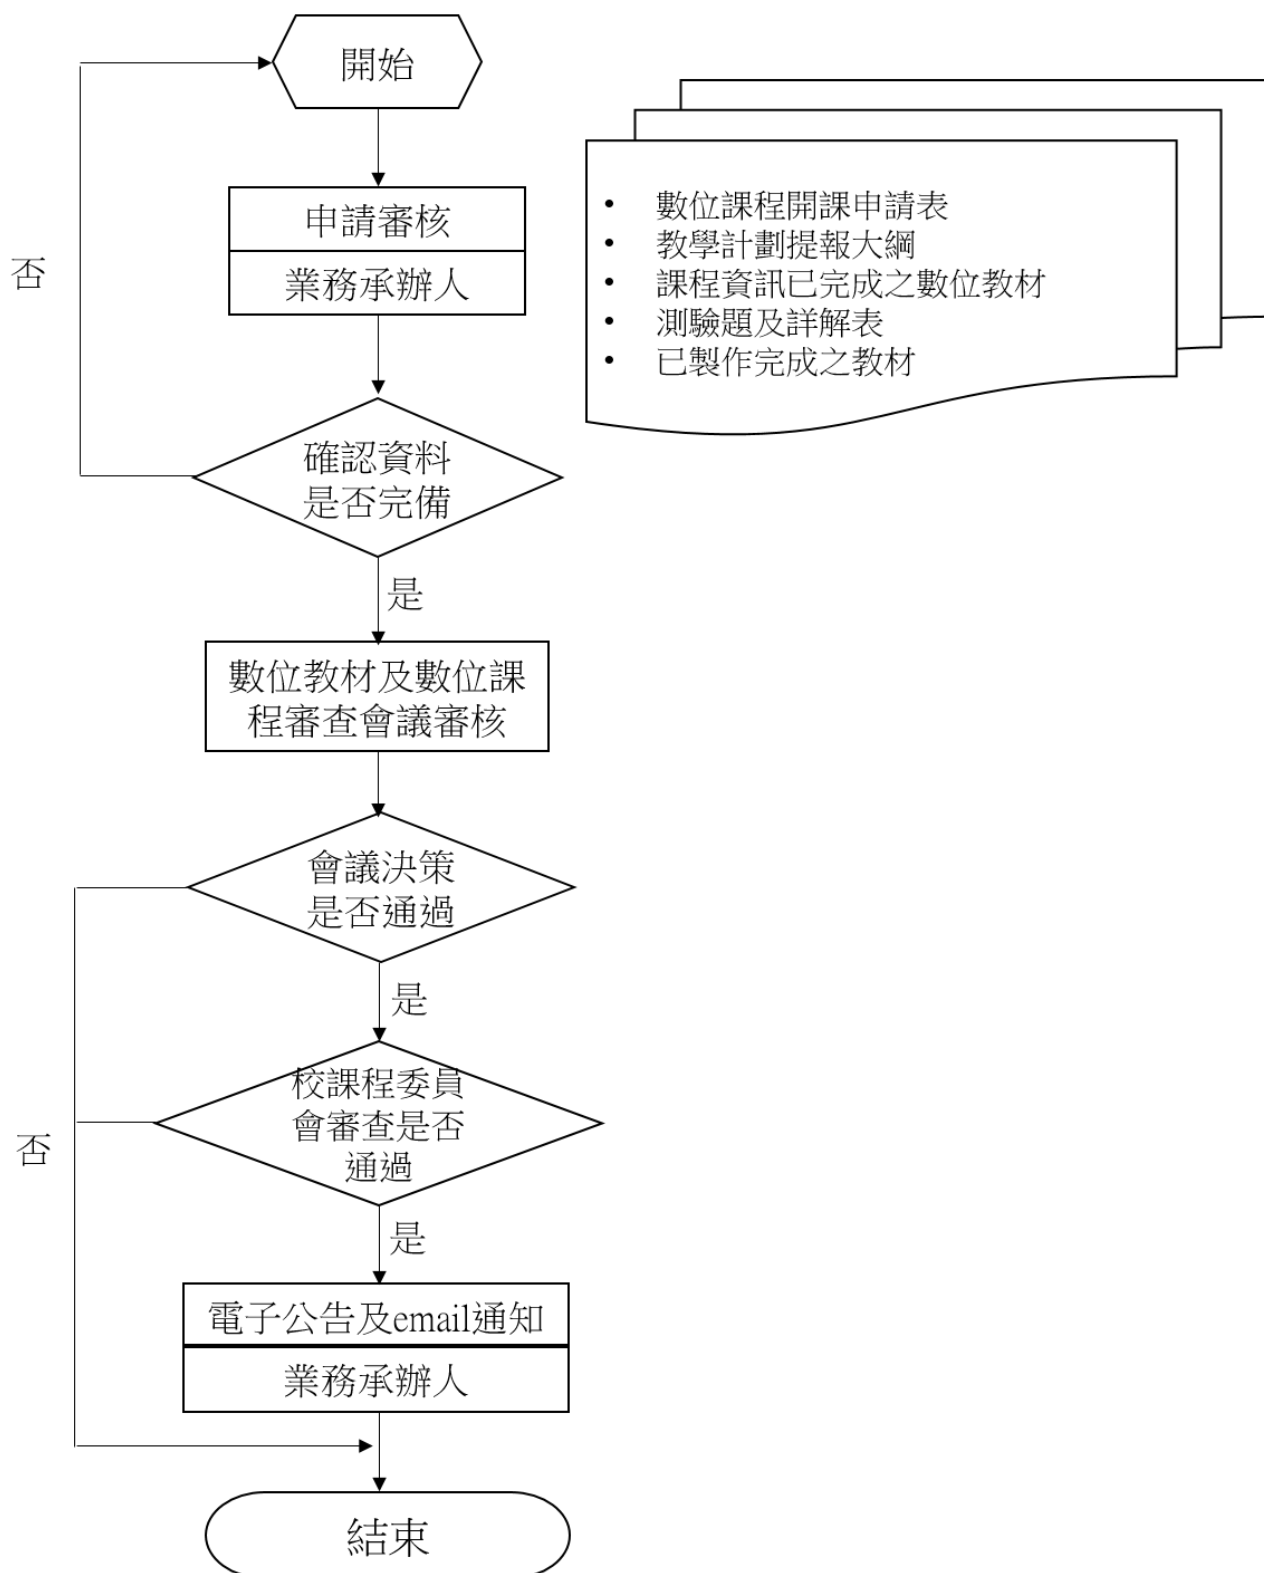 開始
申請審核
業務承辦人
• 數位課程開課申請表
• 教學計劃提報大綱
• 課程資訊已完成之數位教材
• 測驗題及詳解表
• 已製作完成之教材
否
確認資料
是否完備
是
數位教材及數位課
程審查會議審核
會議決策
是否通過
是
校課程委員
會審查是否
通過
否
是
電子公告及email通知
業務承辦人
結束